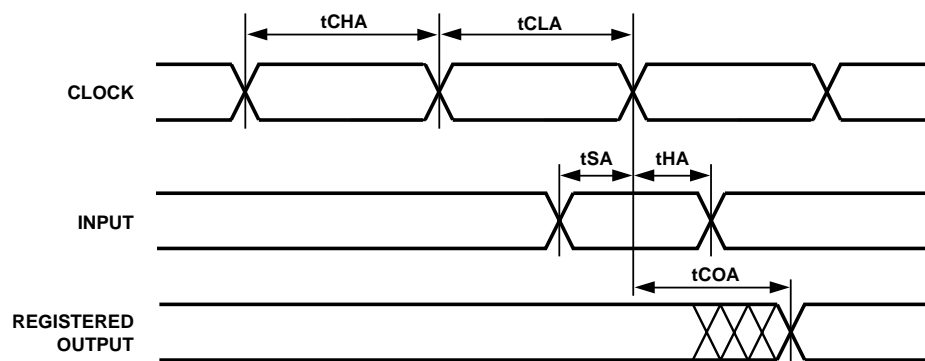 tCHA
tCLA
CLOCK
tSA
tHA
INPUT
tCOA
REGISTERED
OUTPUT